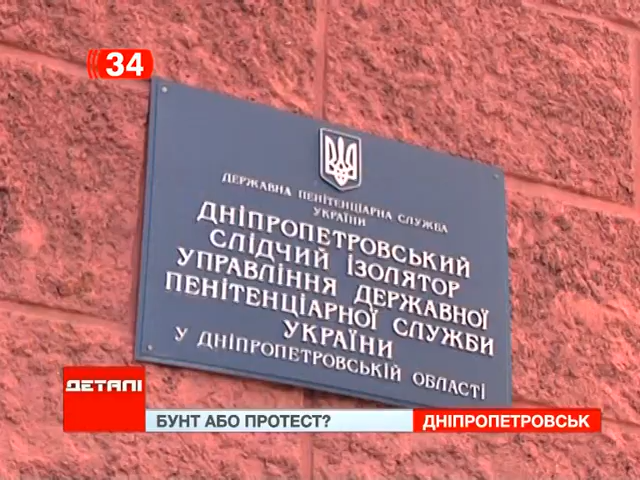 34
ДЕРЖАВНА ПЕНІТЕНЦІАРНА СЛУЖБА
УКРАЇНИ
ДНІПРОПЕТРОВСЬКИЙ
СЛІДЧИЙ ІЗОЛЯТОР
УПРАВЛІННЯ ДЕРЖАВНОЇ
ПЕНІТЕНЦІАРНОЇ СЛУЖБИ
УКРАЇНИ
У ДНІПРОПЕТРОВСЬКІЙ ОБЛАСТІ
ДЕТАЛІ
БУНТ АБО ПРОТЕСТ?
ДНІПРОПЕТРОВСЬК